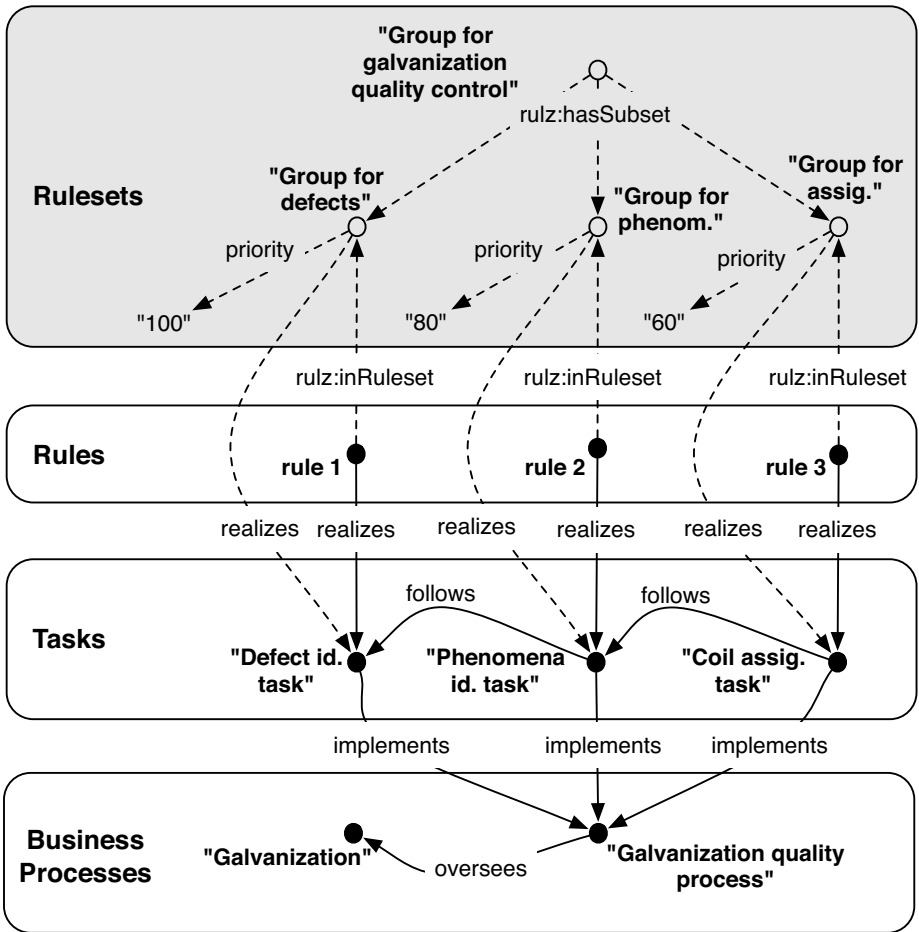 "Group for
galvanization
quality control"
rulz:hasSubset
Rulesets
"Group for
defects"
"Group for
phenom."
"Group for
assig."
priority
priority
priority
"100"
"80"
"60"
rulz:inRuleset
rulz:inRuleset
rulz:inRuleset
Rules
rule 1
rule 2
rule 3
realizes
realizes
realizes
realizes
realizes
realizes
Tasks
follows
follows
"Defect id.
task"
"Phenomena
id. task"
"Coil assig.
task"
implements
implements
implements
Business
Processes
"Galvanization"
oversees
"Galvanization quality
process"